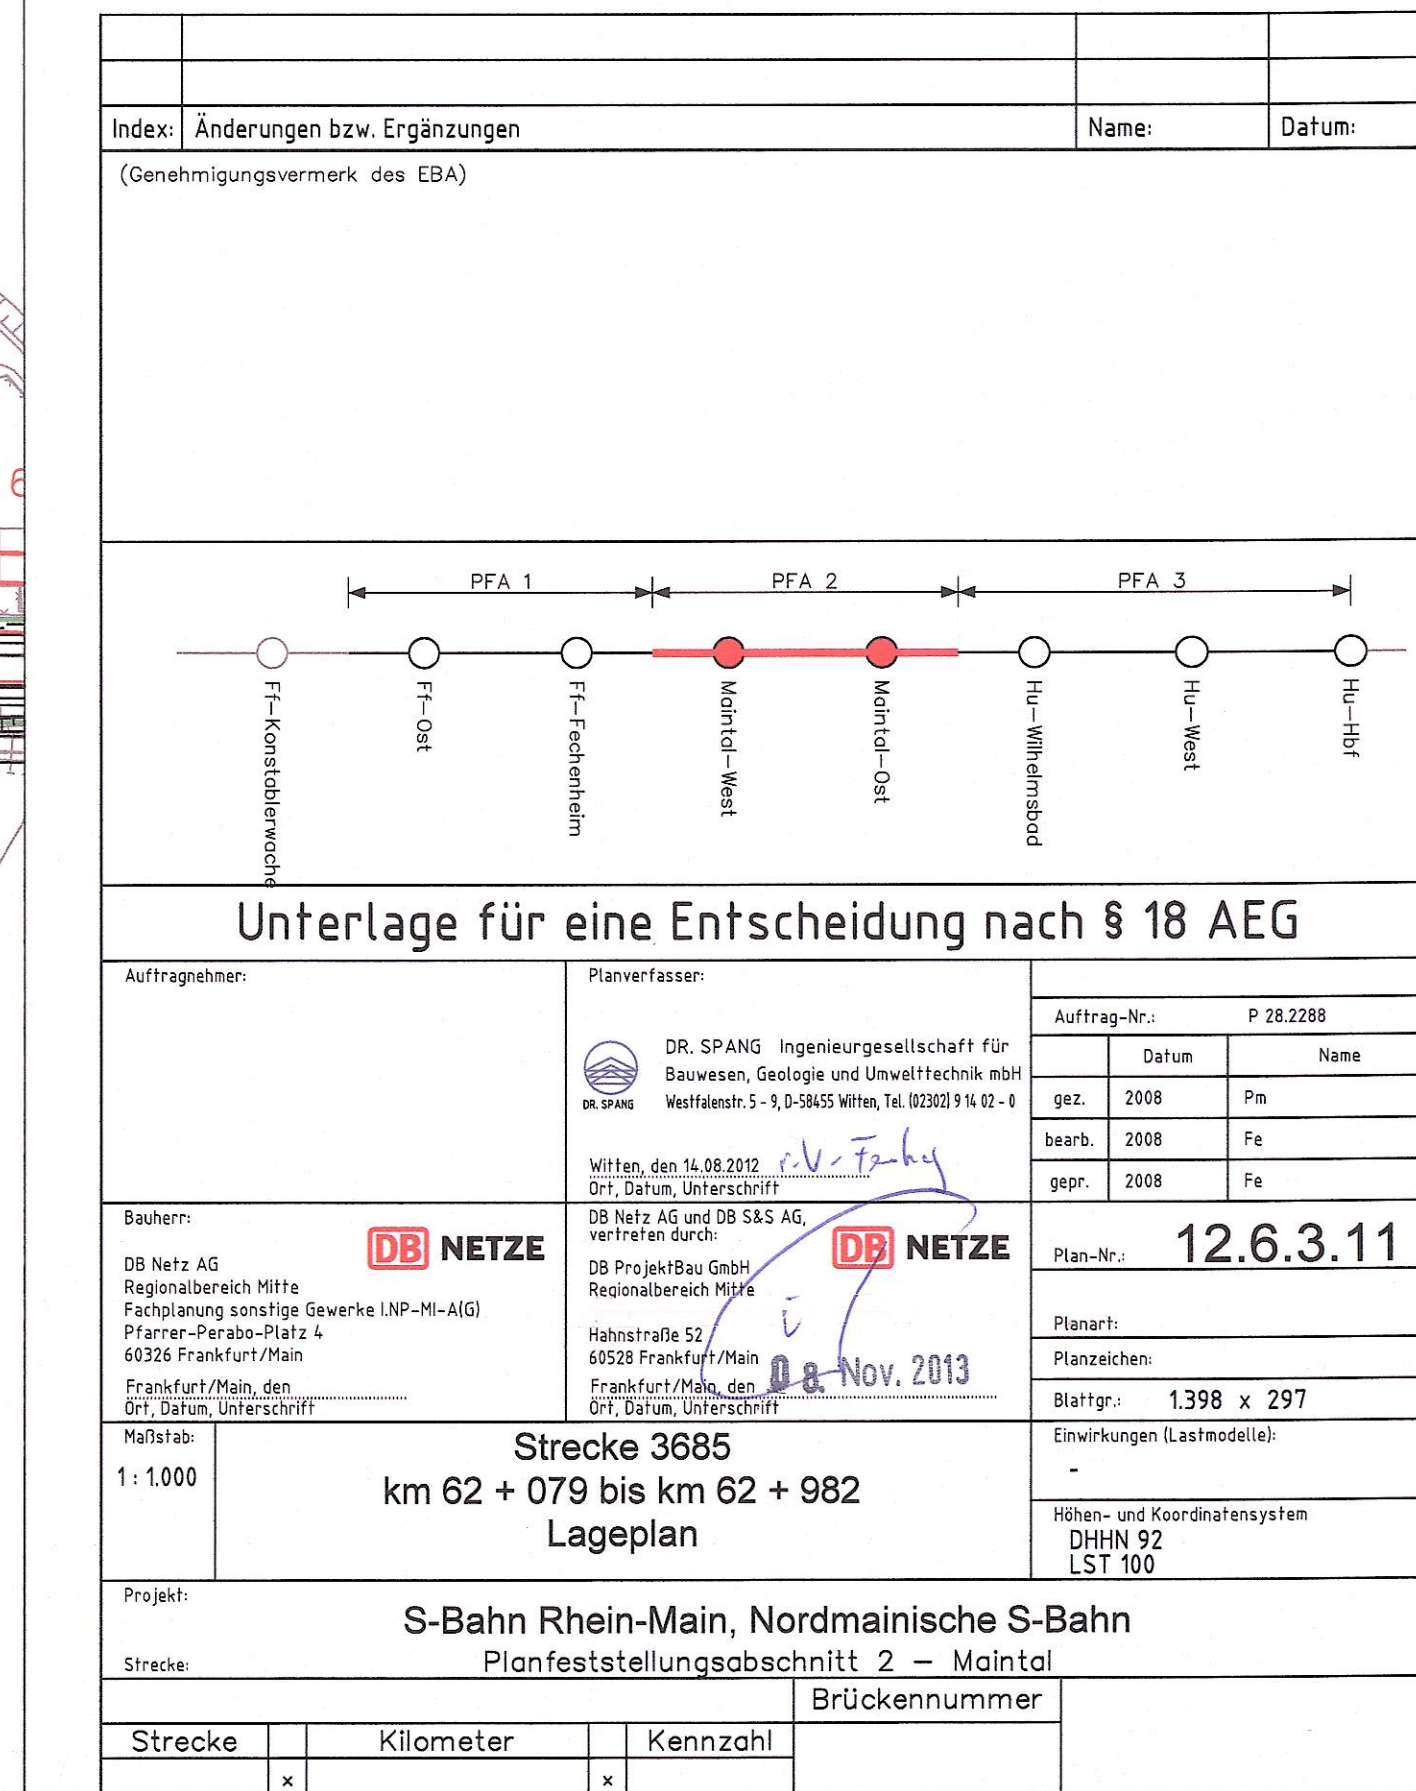 Index: Änderungen bzw. Ergänzungen Name: Datum:
(Genehmigungsvermerk des EBA)
6
PFA 1 PFA 2 PFA 3
Ff-Konstablerwache
Ff-Ost
Ff-Fechenheim
Maintal-West
Maintal-Ost
Hu-Wilhelmsbad
Hu-West
Hu-Hbf
Unterlage für eine Entscheidung nach § 18 AEG
Auftragnehmer:
Planverfasser:
DR. SPANG Ingenieurgesellschaft für
Bauwesen, Geologie und Umwelttechnik mbH
DR. SPANG
Westfalenstr. 5 - 9, D-58455 Witten, Tel. (02302) 9 14 02 - 0
Witten, den 14.08.2012
Ort, Datum, Unterschrift
Auftrag-Nr.: P 28.2288
Datum Name
gez. 2008 Pm
bearb. 2008 Fe
gepr. 2008 Fe
Bauherr:
DB NETZE
DB Netz AG
Regionalbereich Mitte
Fachplanung sonstige Gewerke I.NP-MI-A(G)
Pfarrer-Perabo-Platz 4
60326 Frankfurt/Main
Frankfurt/Main, den
Ort, Datum, Unterschrift
DB Netz AG und DB S&S AG,
vertreten durch:
DB NETZE
DB ProjektBau GmbH
Regionalbereich Mitte
Hahnstraße 52
60528 Frankfurt/Main
Frankfurt/Main, den 08. Nov. 2013
Ort, Datum, Unterschrift
Plan-Nr.: 12.6.3.11
Planart:
Planzeichen:
Blattgr.: 1.398 x 297
Maßstab:
1 : 1.000
Strecke 3685
km 62 + 079 bis km 62 + 982
Lageplan
Einwirkungen (Lastmodelle):
-
Höhen- und Koordinatensystem
DHHN 92
LST 100
Projekt:
S-Bahn Rhein-Main, Nordmainische S-Bahn
Strecke: Planfeststellungsabschnitt 2 - Maintal
Brückennummer
Strecke Kilometer Kennzahl
x x